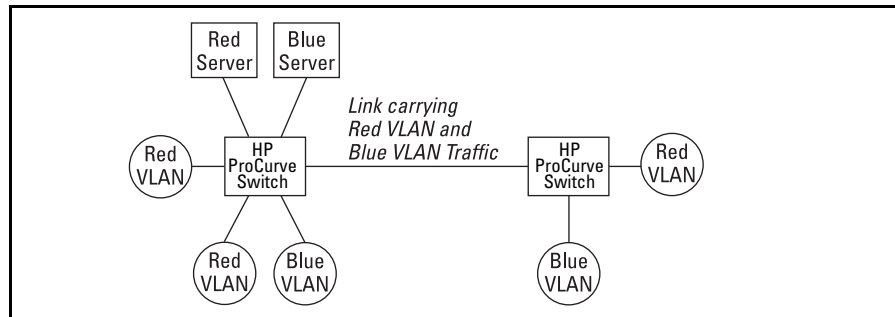 Red
Server
Blue
Server
Link carrying
Red VLAN and
Blue VLAN Traffic
Red
VLAN
HP
ProCurve
Switch
HP
ProCurve
Switch
Red
VLAN
Red
VLAN
Blue
VLAN
Blue
VLAN